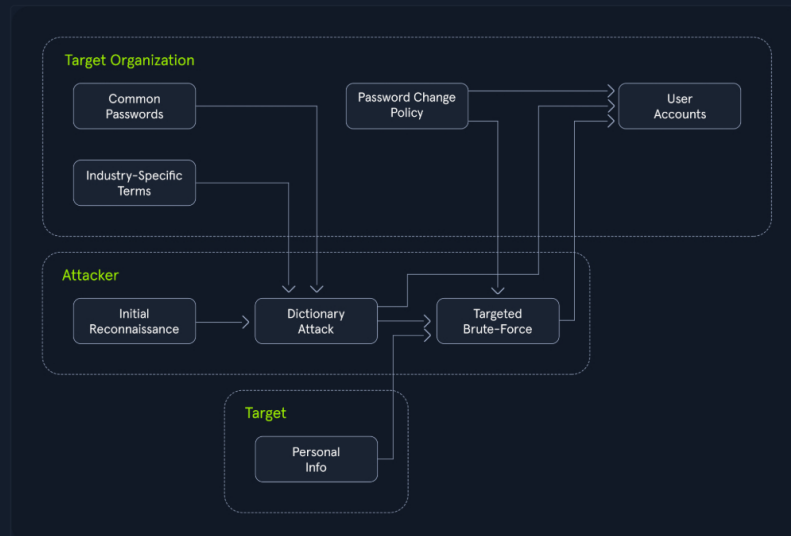 Target Organization
Common
Passwords
Password Change
Policy
User
Accounts
Industry-Specific
Terms
Attacker
Initial
Reconnaissance
Dictionary
Attack
Targeted
Brute-Force
Target
Personal
Info